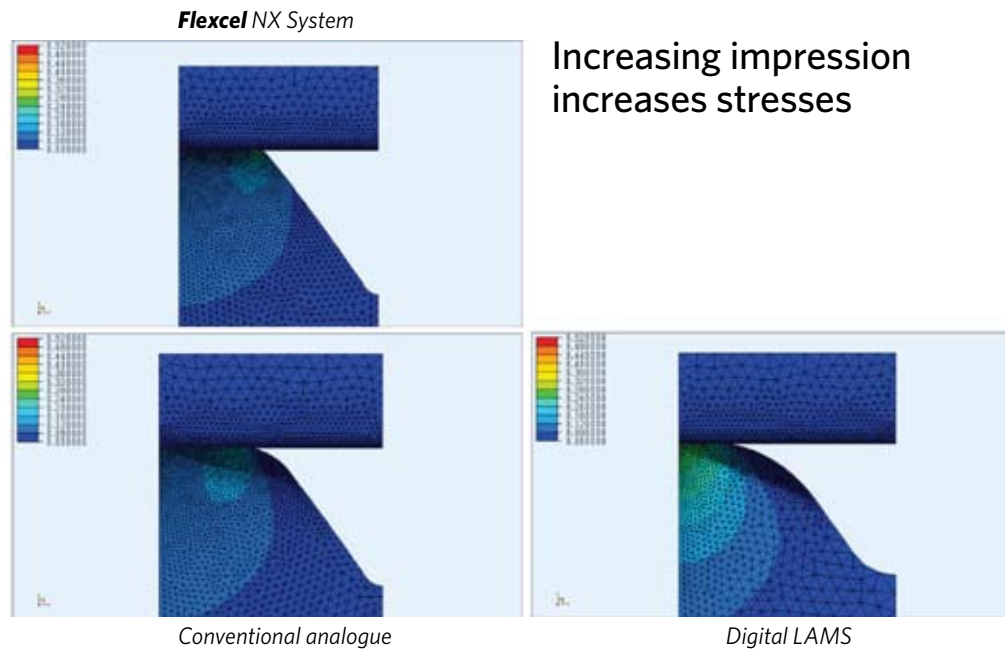 Flexcel NX System
Increasing impression
increases stresses
Conventional analogue
Digital LAMS